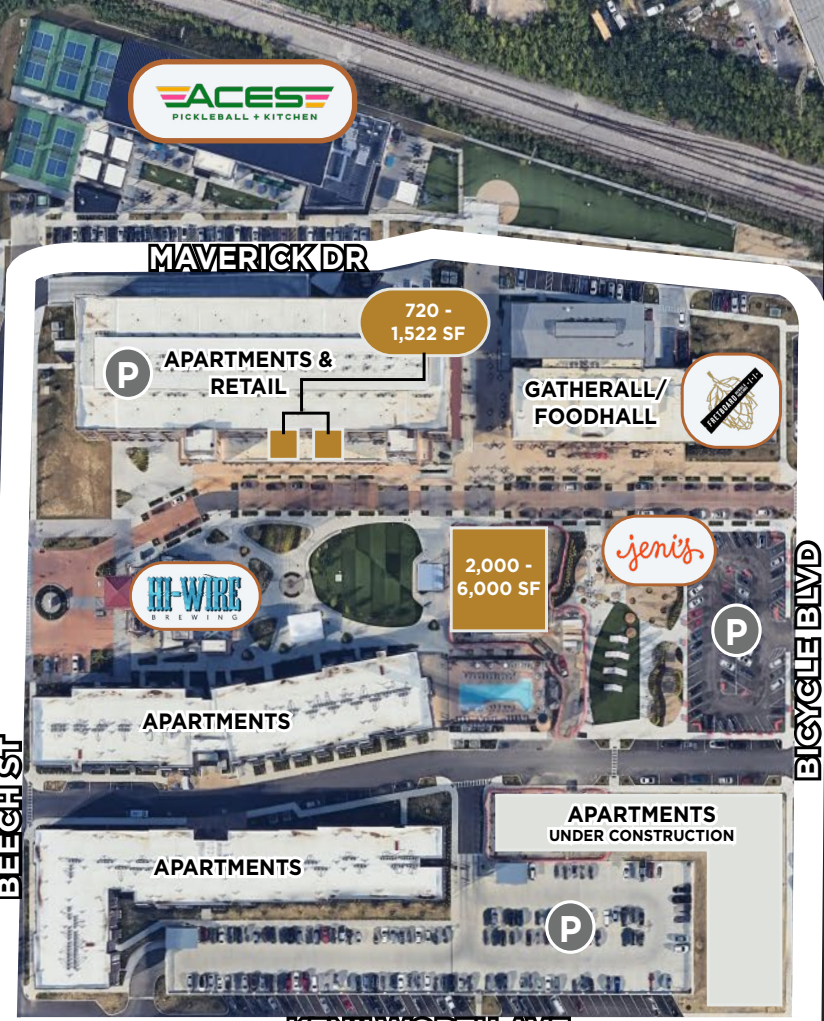 ACES
PICKLEBALL + KITCHEN
MAVERICK DR
720 -
1,522 SF
P
APARTMENTS &
RETAIL
GATHERALL/
FOODHALL
FRETBOARD
2,000 -
6,000 SF
jeni's
HI-WIRE
BREWING
P
BICYCLE BLVD
APARTMENTS
BEECH ST
APARTMENTS
UNDER CONSTRUCTION
APARTMENTS
P